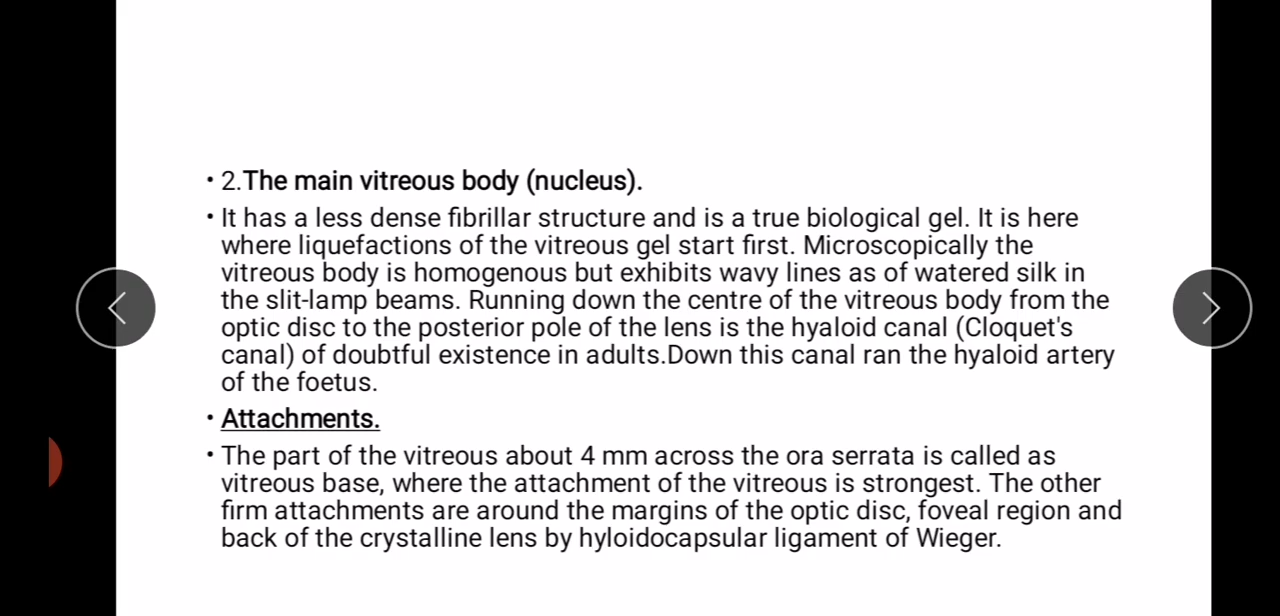 • 2.The main vitreous body (nucleus).
• It has a less dense fibrillar structure and is a true biological gel. It is here
where liquefactions of the vitreous gel start first. Microscopically the
vitreous body is homogenous but exhibits wavy lines as of watered silk in
the slit-lamp beams. Running down the centre of the vitreous body from the
optic disc to the posterior pole of the lens is the hyaloid canal (Cloquet's
canal) of doubtful existence in adults.Down this canal ran the hyaloid artery
of the foetus.
• Attachments.
• The part of the vitreous about 4 mm across the ora serrata is called as
vitreous base, where the attachment of the vitreous is strongest. The other
firm attachments are around the margins of the optic disc, foveal region and
back of the crystalline lens by hyloidocapsular ligament of Wieger.